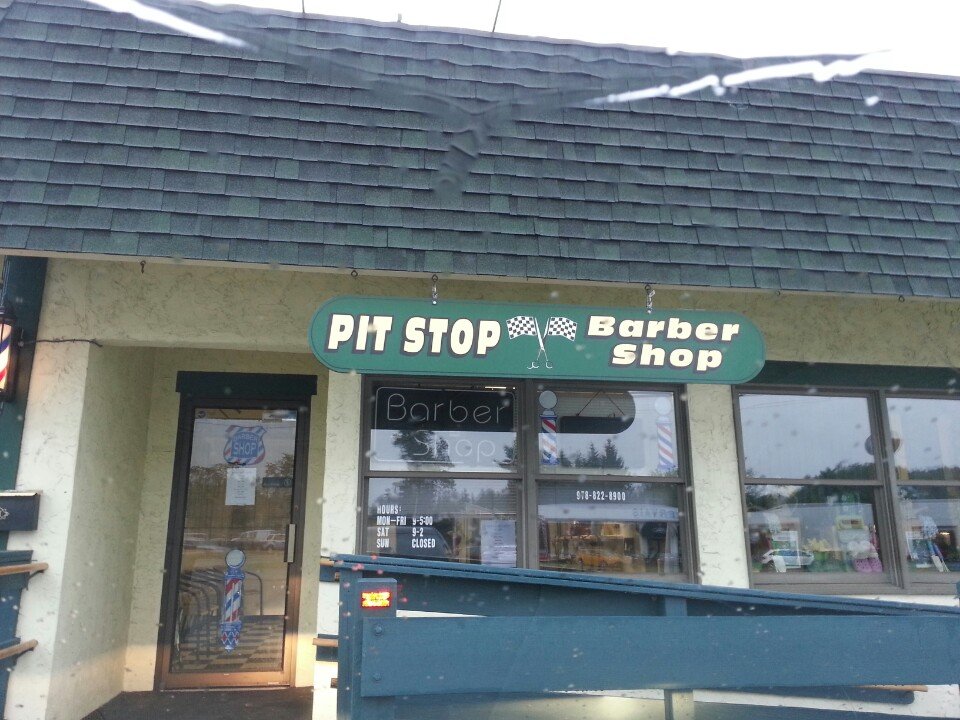 PIT STOP Barber Shop
Barber
Shop
BARBER
SHOP
978-822-8900
HOURS:
MON-FRI 9-5:00
SAT 9-2
SUN CLOSED